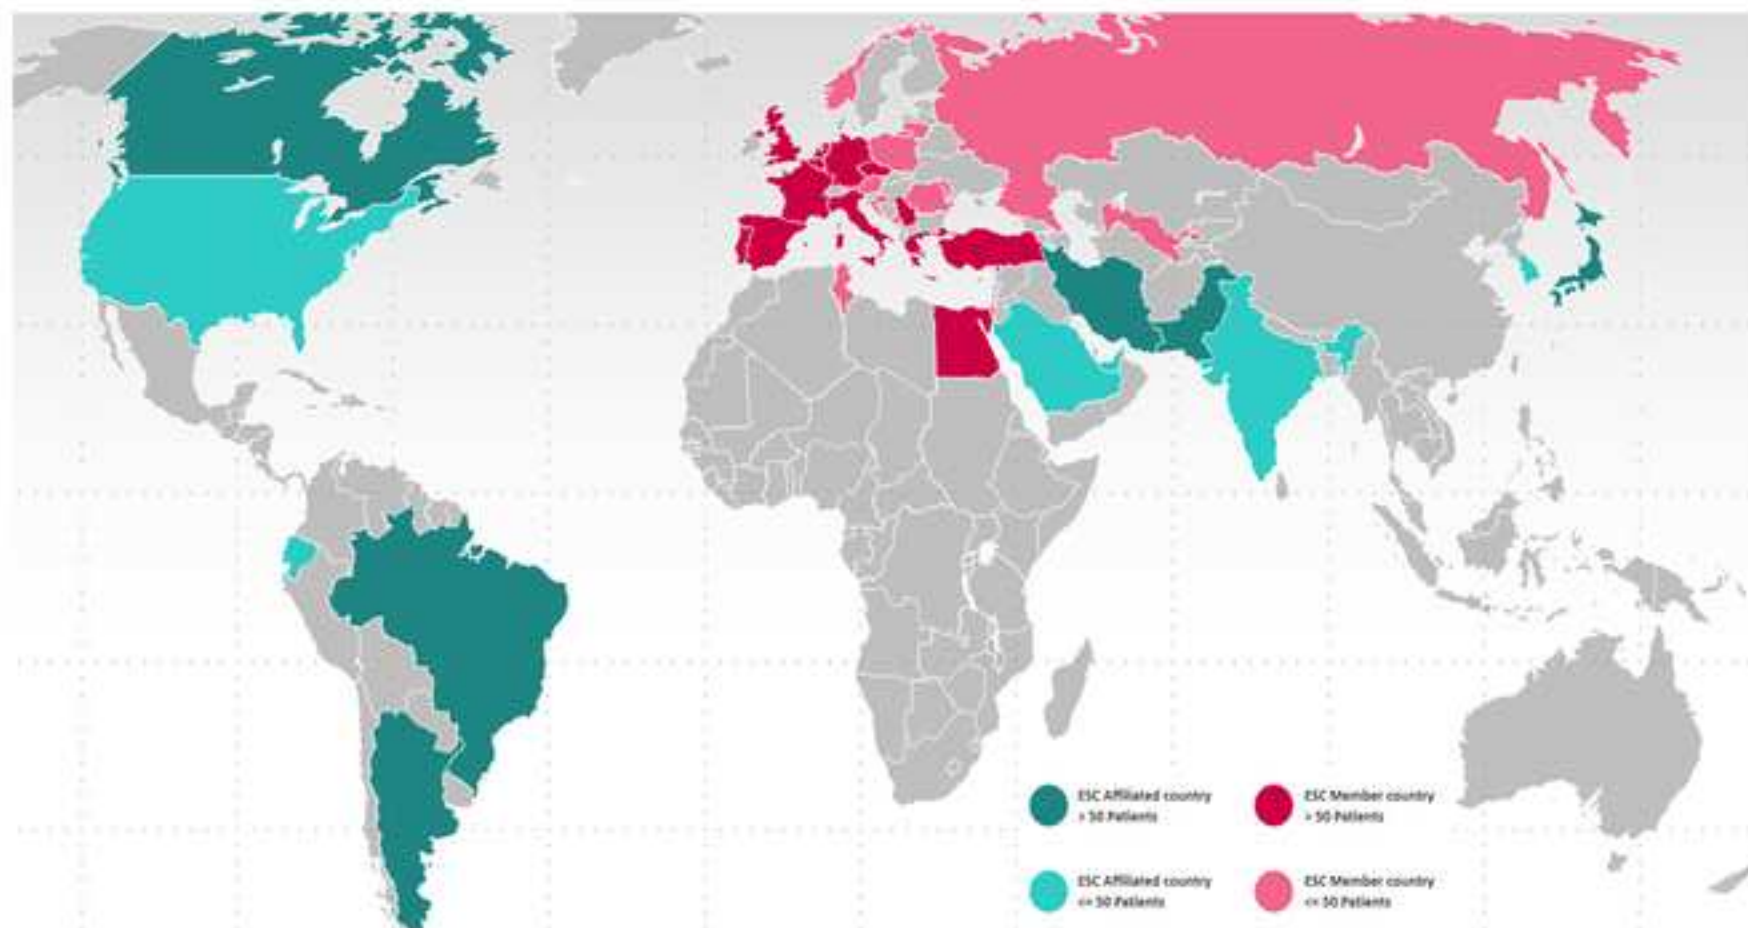 ESC Affiliated country
> 50 Patients
ESC Member country
> 50 Patients
ESC Affiliated country
<= 50 Patients
ESC Member country
<= 50 Patients